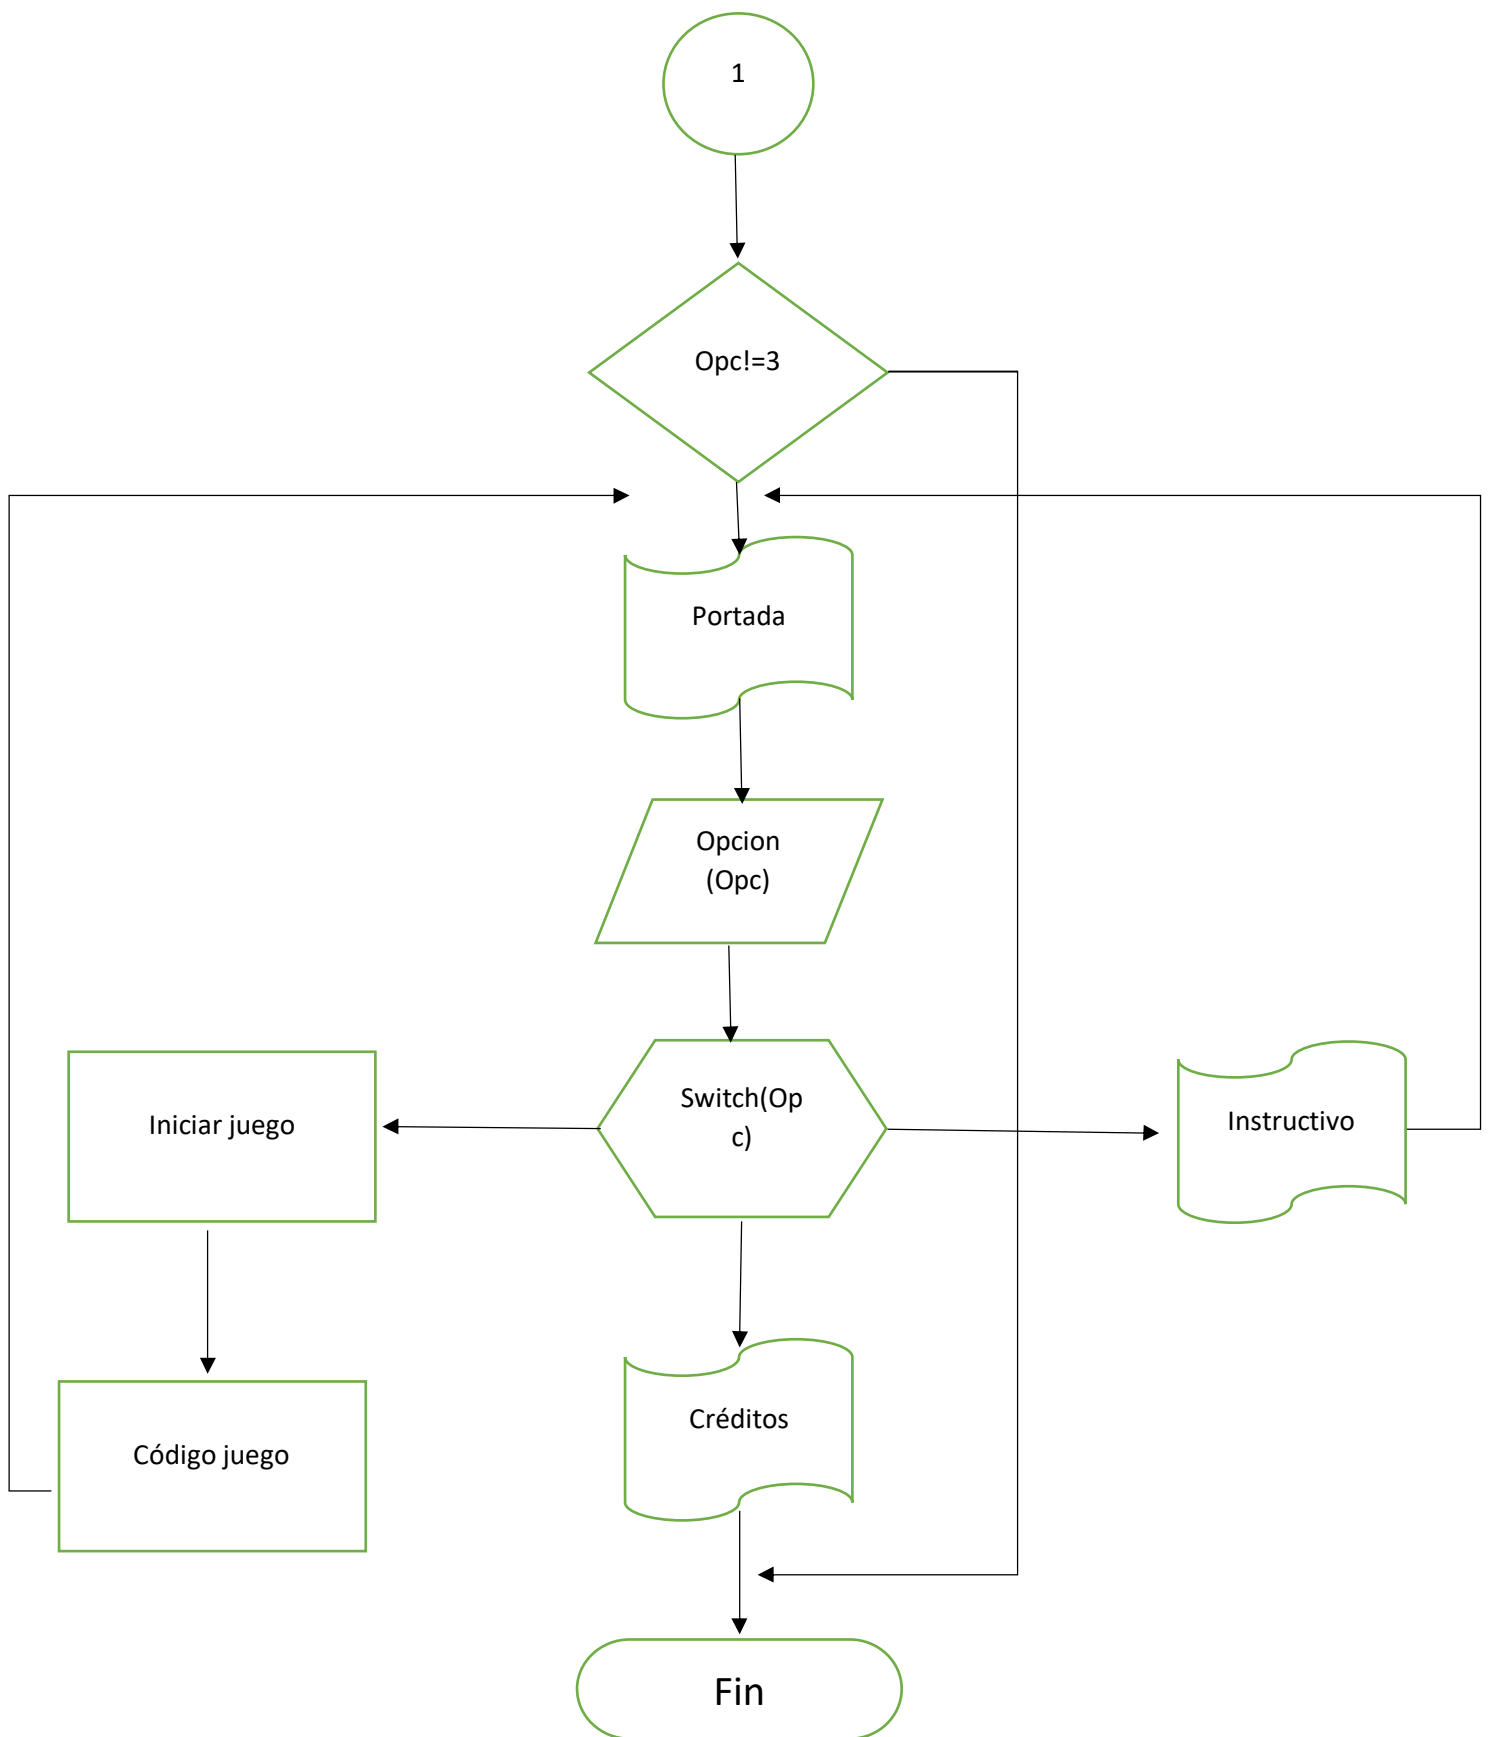 1
Opc!=3
Portada
Opcion
(Opc)
Iniciar juego
Switch(Op
c)
Instructivo
Código juego
Créditos
Fin